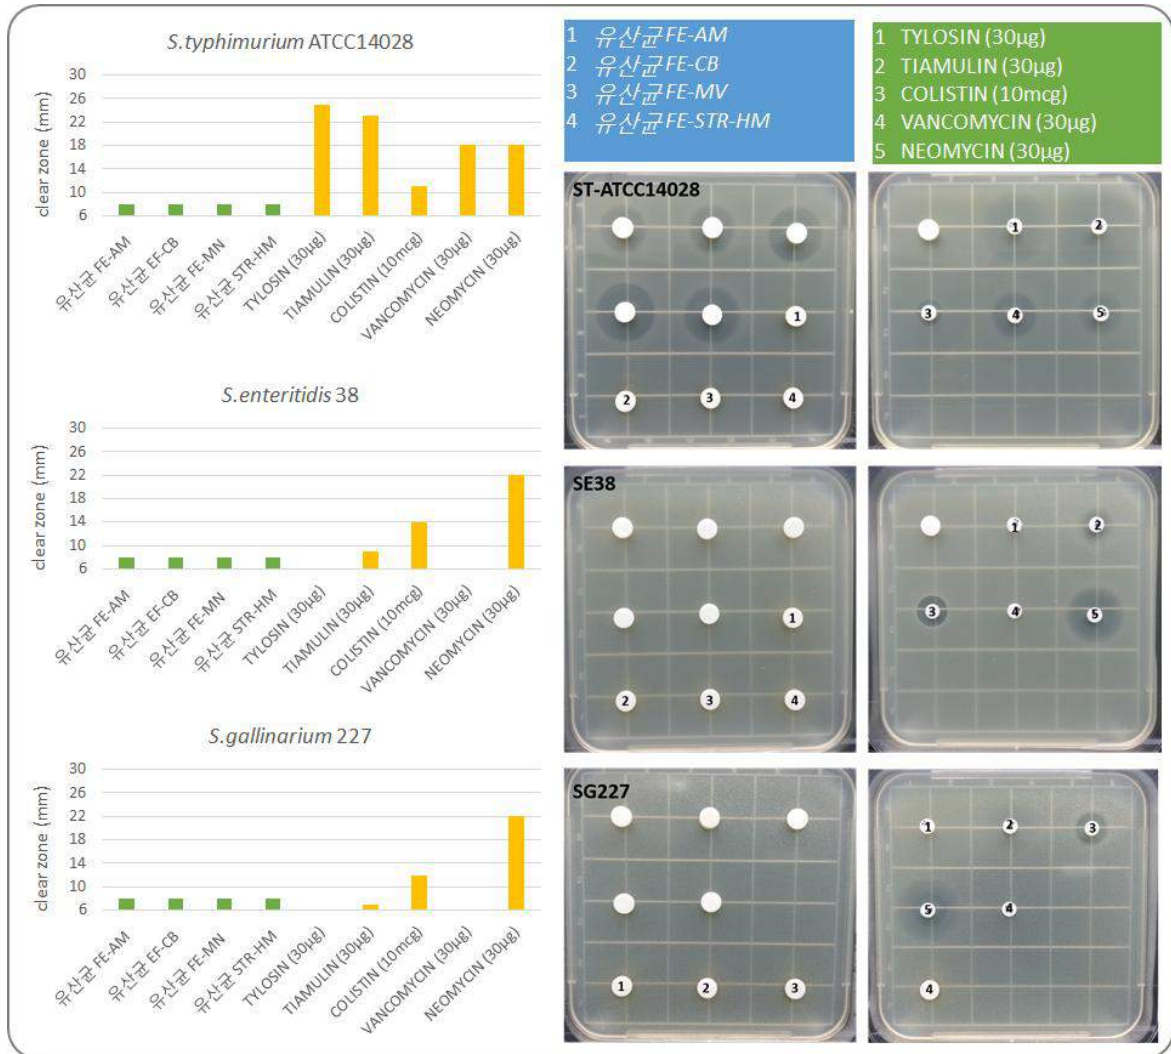 S.typhimurium ATCC14028
clear zone (mm)
30
26
22
18
14
10
6
유산균 FE-AM
유산균 EF-CB
유산균 FE-MN
유산균 STR-HM
TYLOSIN (30µg)
TIAMULIN (30µg)
COLISTIN (10mcg)
VANCOMYCIN (30µg)
NEOMYCIN (30µg)
S.enteritidis 38
clear zone (mm)
30
26
22
18
14
10
6
유산균 FE-AM
유산균 EF-CB
유산균 FE-MN
유산균 STR-HM
TYLOSIN (30µg)
TIAMULIN (30µg)
COLISTIN (10mcg)
VANCOMYCIN (30µg)
NEOMYCIN (30µg)
S.gallinarium 227
clear zone (mm)
30
26
22
18
14
10
6
유산균 FE-AM
유산균 EF-CB
유산균 FE-MN
유산균 STR-HM
TYLOSIN (30µg)
TIAMULIN (30µg)
COLISTIN (10mcg)
VANCOMYCIN (30µg)
NEOMYCIN (30µg)
1 유산균 FE-AM
2 유산균 FE-CB
3 유산균 FE-MV
4 유산균 FE-STR-HM
1 TYLOSIN (30µg)
2 TIAMULIN (30µg)
3 COLISTIN (10mcg)
4 VANCOMYCIN (30µg)
5 NEOMYCIN (30µg)
ST-ATCC14028
1
2 3 4
1 2
3 4 5
SE38
1
2 3 4
1 2
3 4 5
SG227
1 2 3
1 2 3
5 4
4